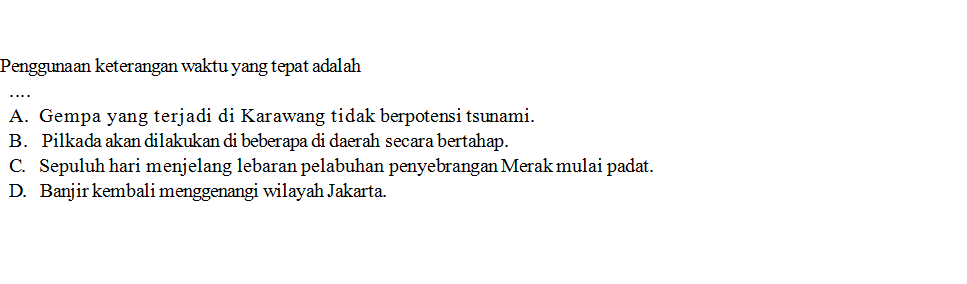 Penggunaan keterangan waktu yang tepat adalah
....
A. Gempa yang terjadi di Karawang tidak berpotensi tsunami.
B. Pilkada akan dilakukan di beberapa di daerah secara bertahap.
C. Sepuluh hari menjelang lebaran pelabuhan penyebrangan Merak mulai padat.
D. Banjir kembali menggenangi wilayah Jakarta.